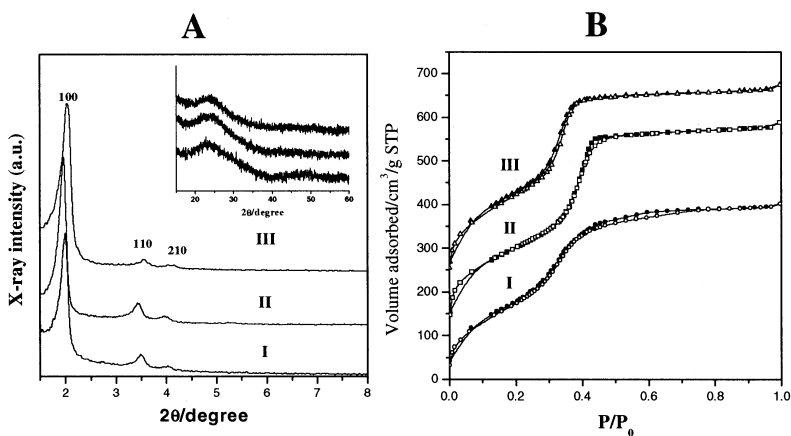 A
X-ray intensity (a.u.)
100
110
210
III
II
I
20
30
40
50
60
2θ/degree
2
3
4
5
6
7
8
2θ/degree
B
Volume adsorbed/cm³/g STP
700
600
500
400
300
200
100
0
III
II
I
0.0
0.2
0.4
0.6
0.8
1.0
P/P₀